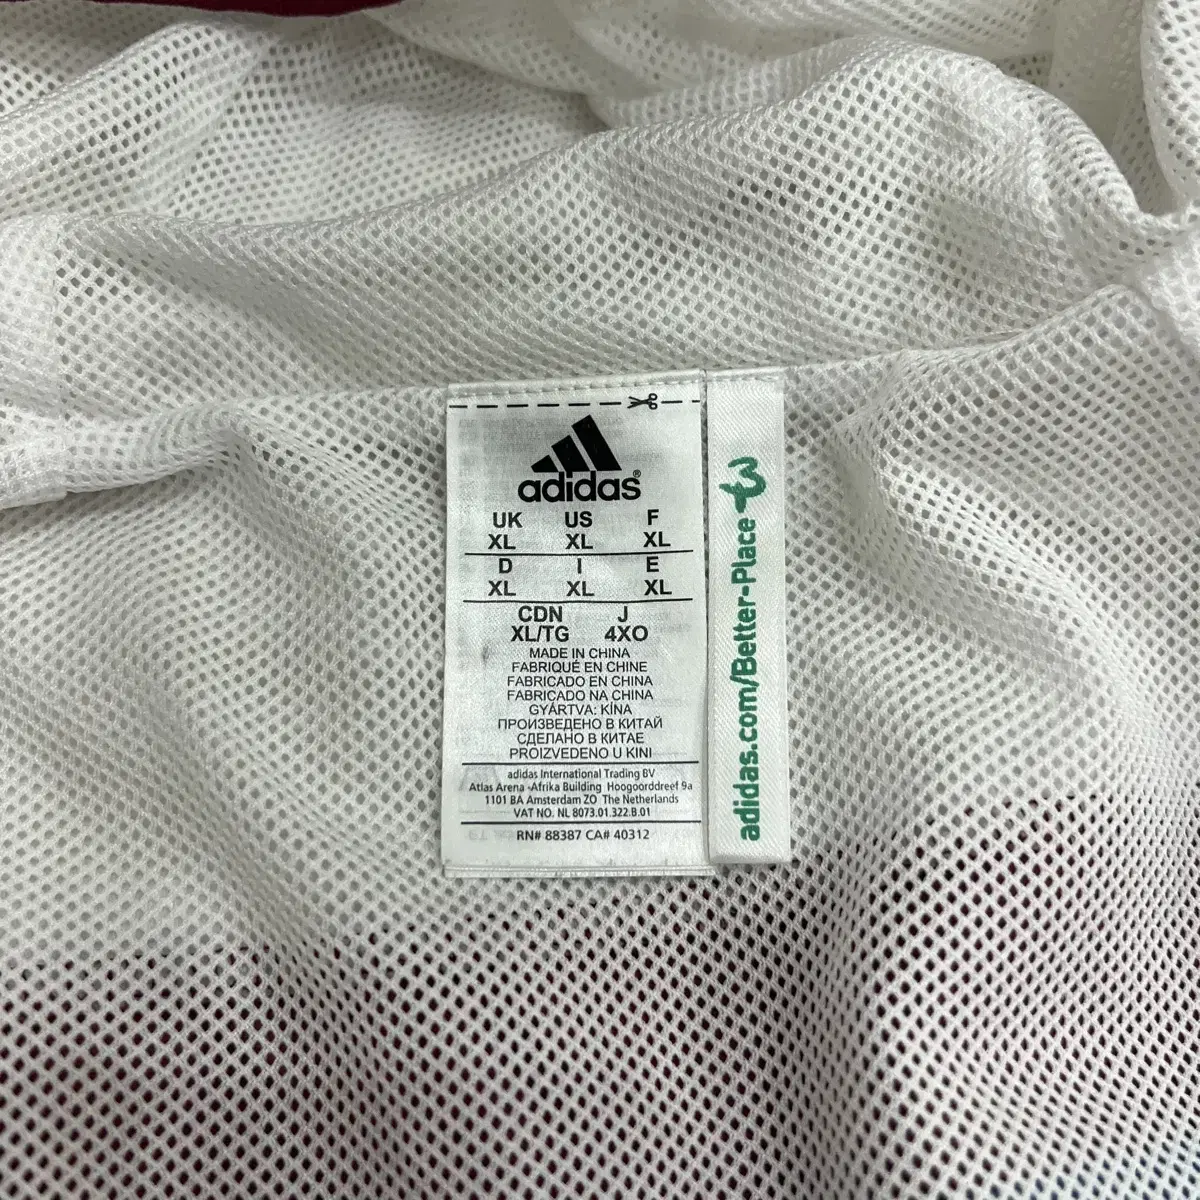 adidas®
UK US F
XL XL XL
D I E
XL XL XL
CDN J
XL/TG 4XO
MADE IN CHINA
FABRIQUÉ EN CHINE
FABRICADO EN CHINA
FABRICADO NA CHINA
GYÁRTVA: KÍNA
ПРОИЗВЕДЕНО В КИТАЙ
СДЕЛАНО В КИТАЕ
PROIZVEDENO U KINI
adidas International Trading BV
Atlas Arena -Afrika Building Hoogoorddreef 9a
1101 BA Amsterdam ZO The Netherlands
VAT NO. NL 8073.01.322.B.01
RN# 88387 CA# 40312
adidas.com/Better-Place